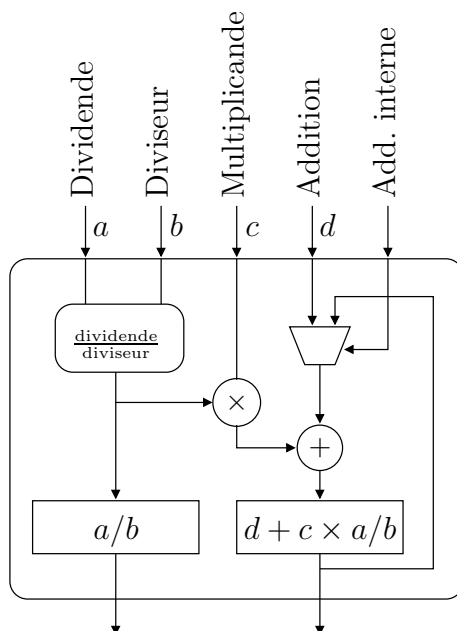 Dividende
Diviseur
Multiplicande
Addition
Add. interne
a
b
c
d
dividende
diviseur
×
+
a/b
d + c × a/b